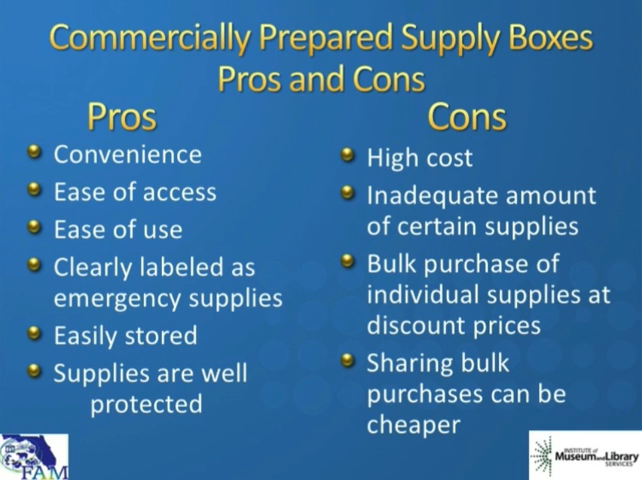 Commercially Prepared Supply Boxes
Pros and Cons
Pros
Convenience
Ease of access
Ease of use
Clearly labeled as
emergency supplies
Easily stored
Supplies are well
protected
Cons
High cost
Inadequate amount
of certain supplies
Bulk purchase of
individual supplies at
discount prices
Sharing bulk
purchases can be
cheaper
FAM
INSTITUTE of
Museum and Library
SERVICES